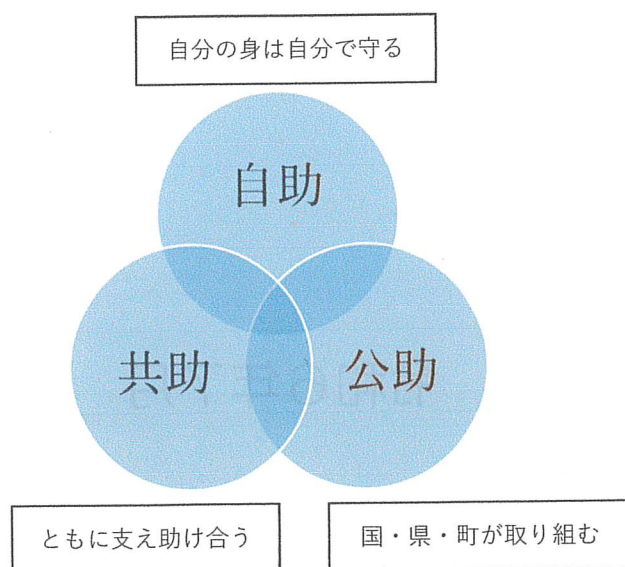 自分の身は自分で守る
自助
共助
公助
ともに支え助け合う
国・県・町が取り組む